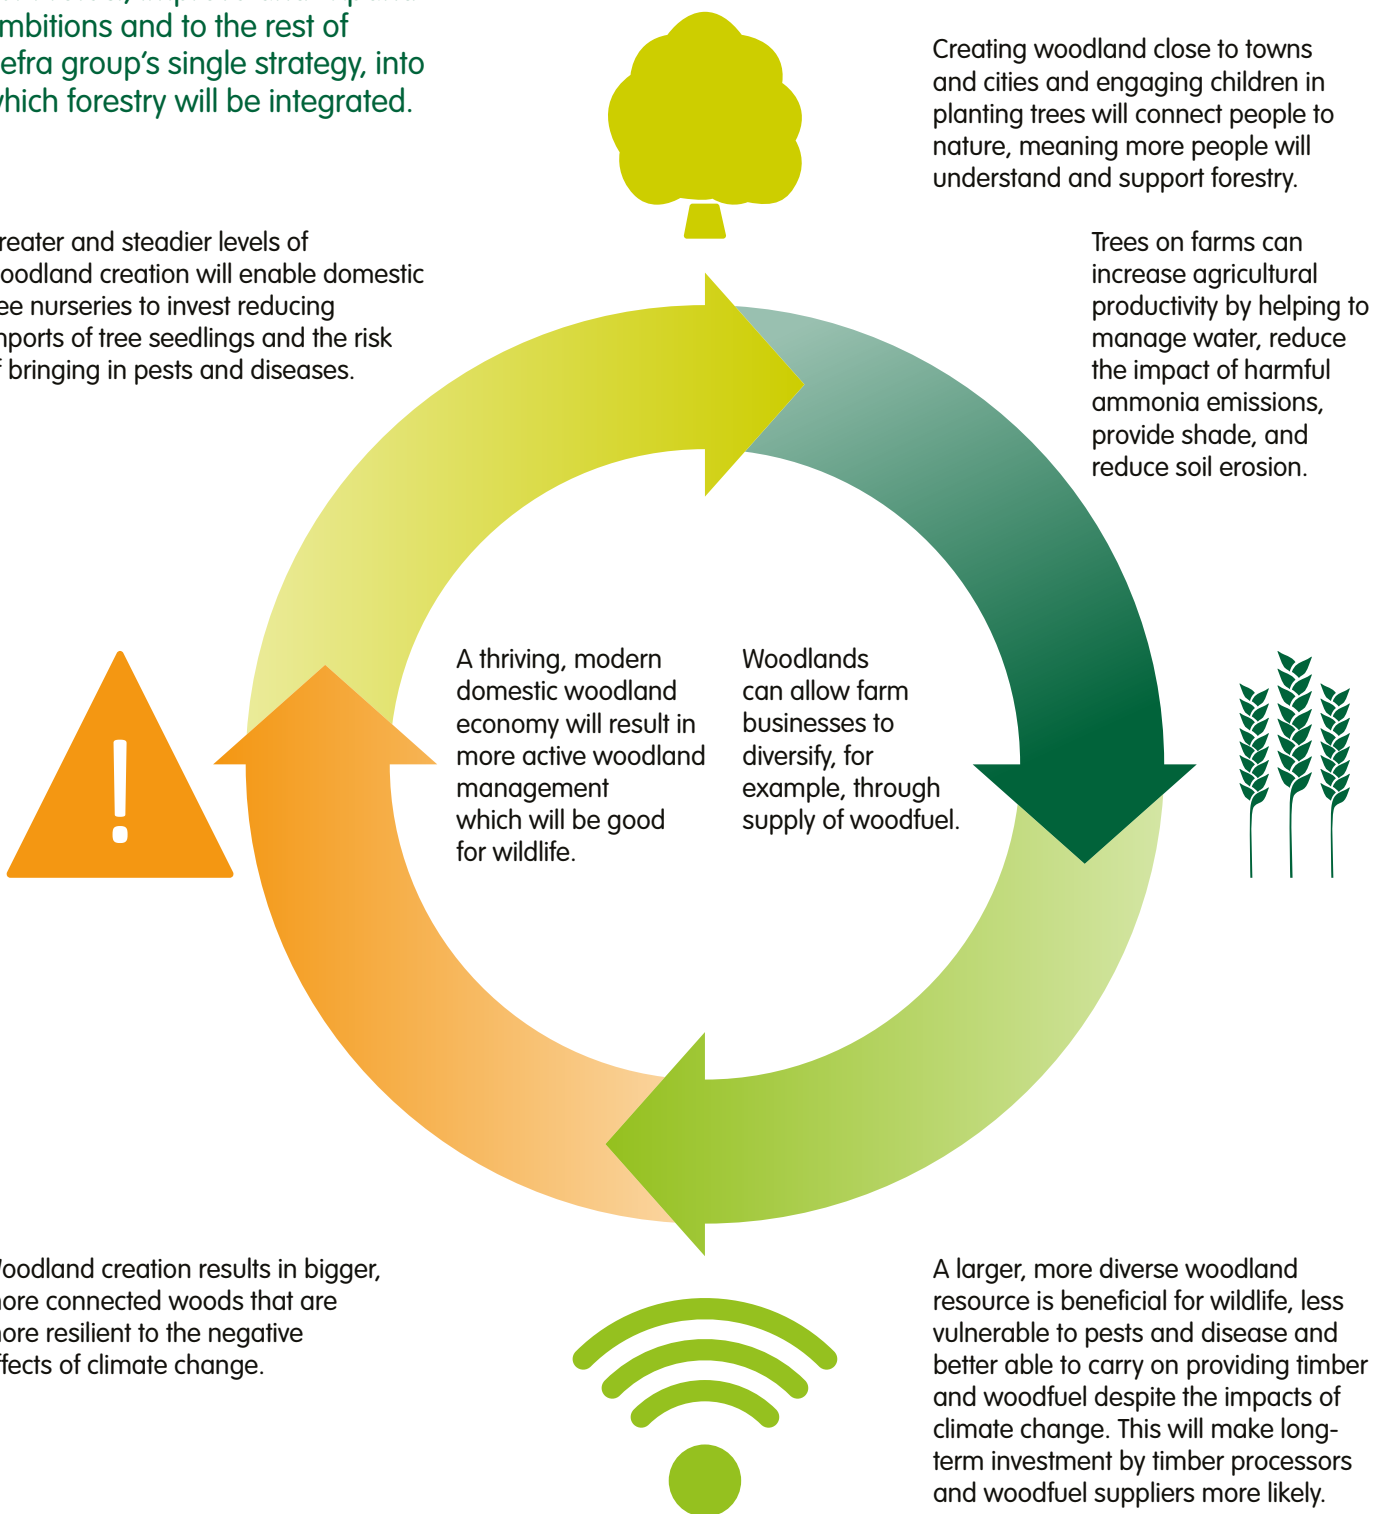 mbitions and to the rest of
efra group's single strategy, into
which forestry will be integrated.
Creating woodland close to towns
and cities and engaging children in
planting trees will connect people to
nature, meaning more people will
understand and support forestry.
reater and steadier levels of
oodland creation will enable domestic
ee nurseries to invest reducing
mports of tree seedlings and the risk
f bringing in pests and diseases.
Trees on farms can
increase agricultural
productivity by helping to
manage water, reduce
the impact of harmful
ammonia emissions,
provide shade, and
reduce soil erosion.
A thriving, modern
domestic woodland
economy will result in
more active woodland
management
which will be good
for wildlife.
Woodlands
can allow farm
businesses to
diversify, for
example, through
supply of woodfuel.
!
oodland creation results in bigger,
ore connected woods that are
ore resilient to the negative
ffects of climate change.
A larger, more diverse woodland
resource is beneficial for wildlife, less
vulnerable to pests and disease and
better able to carry on providing timber
and woodfuel despite the impacts of
climate change. This will make long-
term investment by timber processors
and woodfuel suppliers more likely.